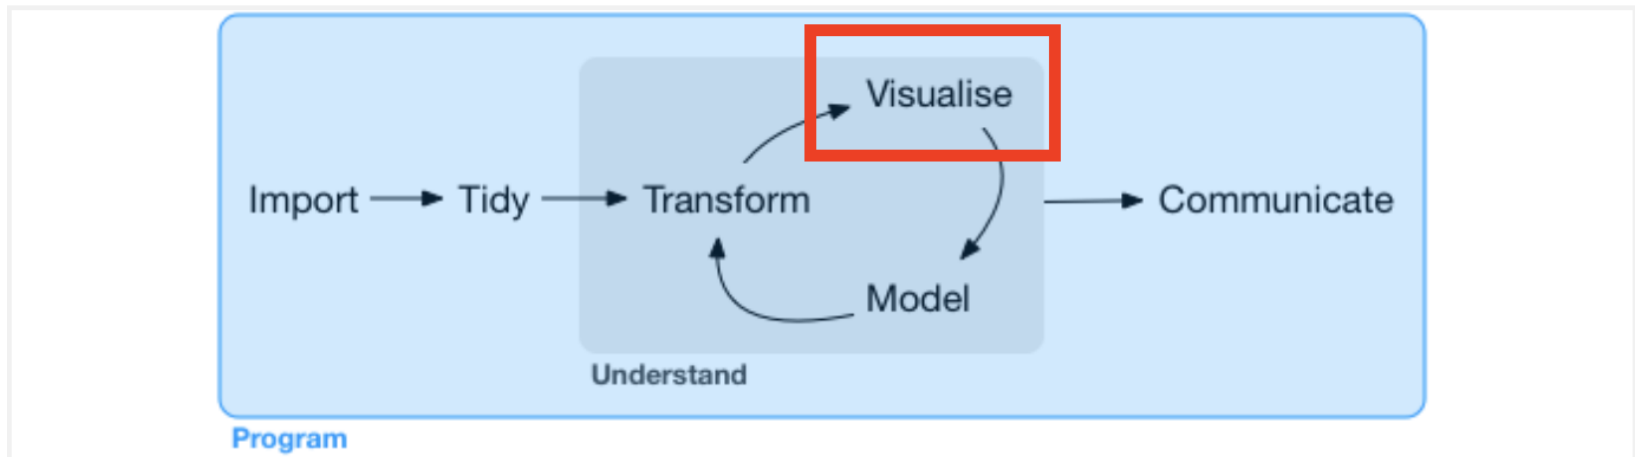 Visualise
Import
Tidy
Transform
Communicate
Model
Understand
Program